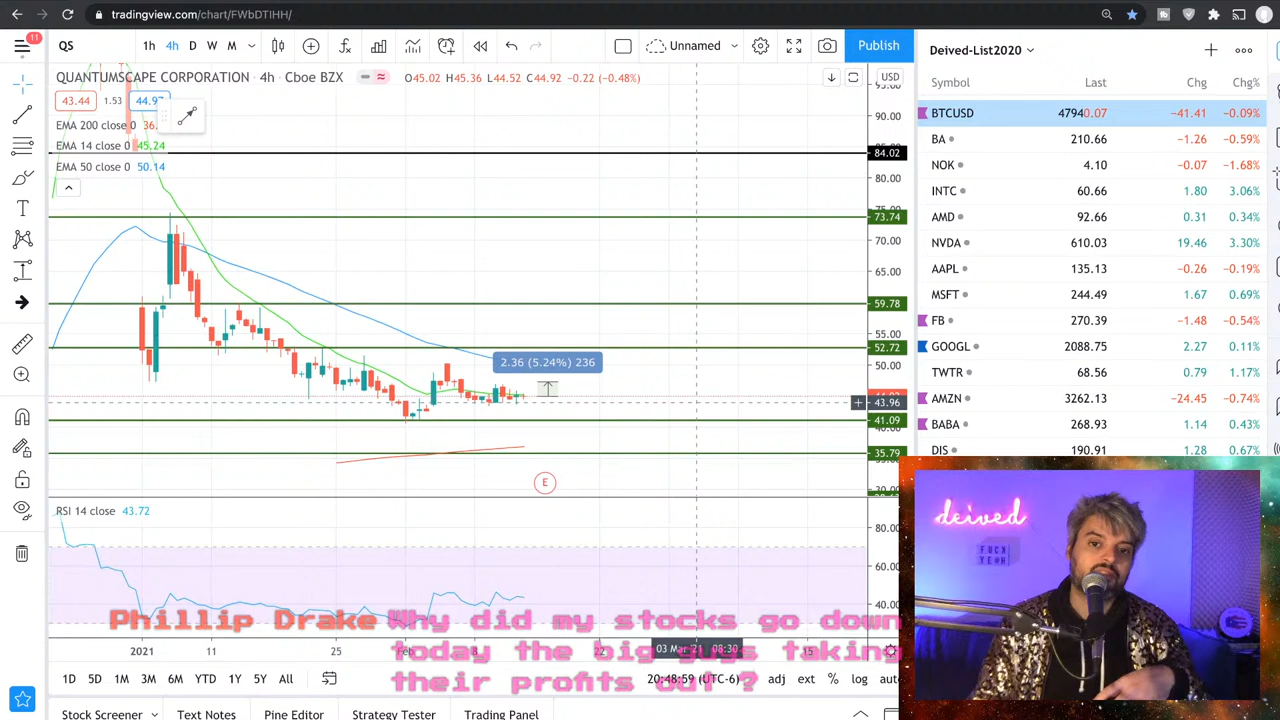 tradingview.com/chart/FWbDTIHH/
11
QS
1h 4h D W M
Unnamed
Publish
QUANTUMSCAPE CORPORATION · 4h · Cboe BZX
O45.02 H45.36 L44.52 C44.92 -0.22 (-0.48%)
43.44 1.53
EMA 200 close 0
EMA 14 close 0 45.24
EMA 50 close 0 50.14
USD
90.00
84.02
80.00
73.74
70.00
65.00
59.78
55.00
52.72
50.00
43.96
41.09
35.79
2.36 (5.24%) 236
E
RSI 14 close 43.72
80.00
60.00
40.00
2021 11 25 Feb 8 22 03 Mar '21 08:30 15
1D 5D 1M 3M 6M YTD 1Y 5Y All
20:48:59 (UTC-6) adj ext % log
Stock Screener Text Notes Pine Editor Strategy Tester Trading Panel
Deived-List2020
Symbol Last Chg Chg%
BTCUSD 47940.07 −41.41 −0.09%
BA 210.66 −1.26 −0.59%
NOK 4.10 −0.07 −1.68%
INTC 60.66 1.80 3.06%
AMD 92.66 0.31 0.34%
NVDA 610.03 19.46 3.30%
AAPL 135.13 −0.26 −0.19%
MSFT 244.49 1.67 0.69%
FB 270.39 −1.48 −0.54%
GOOGL 2088.75 2.27 0.11%
TWTR 68.56 0.79 1.17%
AMZN 3262.13 −24.45 −0.74%
BABA 268.93 1.14 0.43%
DIS 190.91 1.28 0.67%
deived
FUCK
YEAH
Phillip Drake Why did my stocks go down
today the big guys taking
their profits out?